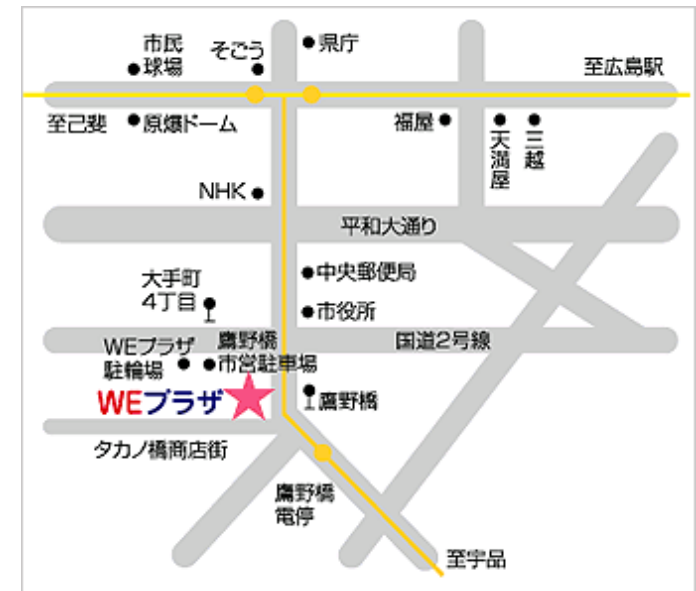 市民
球場
そごう
県庁
至広島駅
至己斐
原爆ドーム
福屋
天満屋
三越
NHK
平和大通り
大手町
4丁目
中央郵便局
市役所
国道2号線
WEプラザ
駐輪場
鷹野橋
市営駐車場
WEプラザ
鷹野橋
タカノ橋商店街
鷹野橋
電停
至宇品